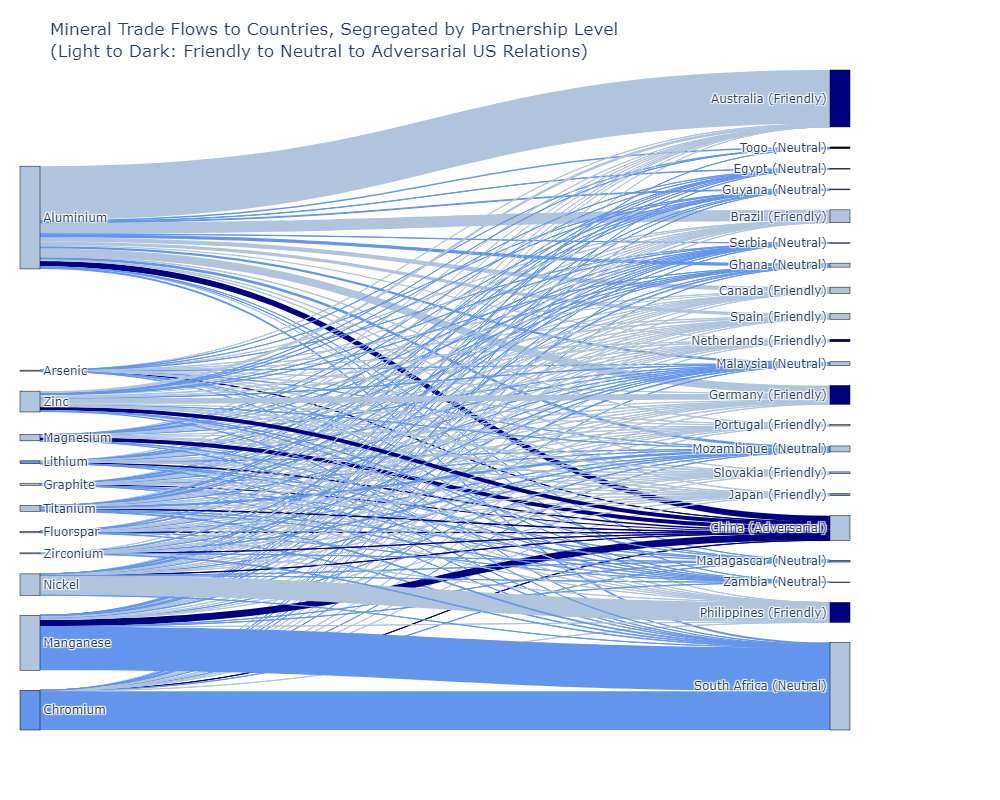 Mineral Trade Flows to Countries, Segregated by Partnership Level
(Light to Dark: Friendly to Neutral to Adversarial US Relations)
Aluminium
Arsenic
Zinc
Magnesium
Lithium
Graphite
Titanium
Fluorspar
Zirconium
Nickel
Manganese
Chromium
Australia (Friendly)
Togo (Neutral)
Egypt (Neutral)
Guyana (Neutral)
Brazil (Friendly)
Serbia (Neutral)
Ghana (Neutral)
Canada (Friendly)
Spain (Friendly)
Netherlands (Friendly)
Malaysia (Neutral)
Germany (Friendly)
Portugal (Friendly)
Mozambique (Neutral)
Slovakia (Friendly)
Japan (Friendly)
China (Adversarial)
Madagascar (Neutral)
Zambia (Neutral)
Philippines (Friendly)
South Africa (Neutral)